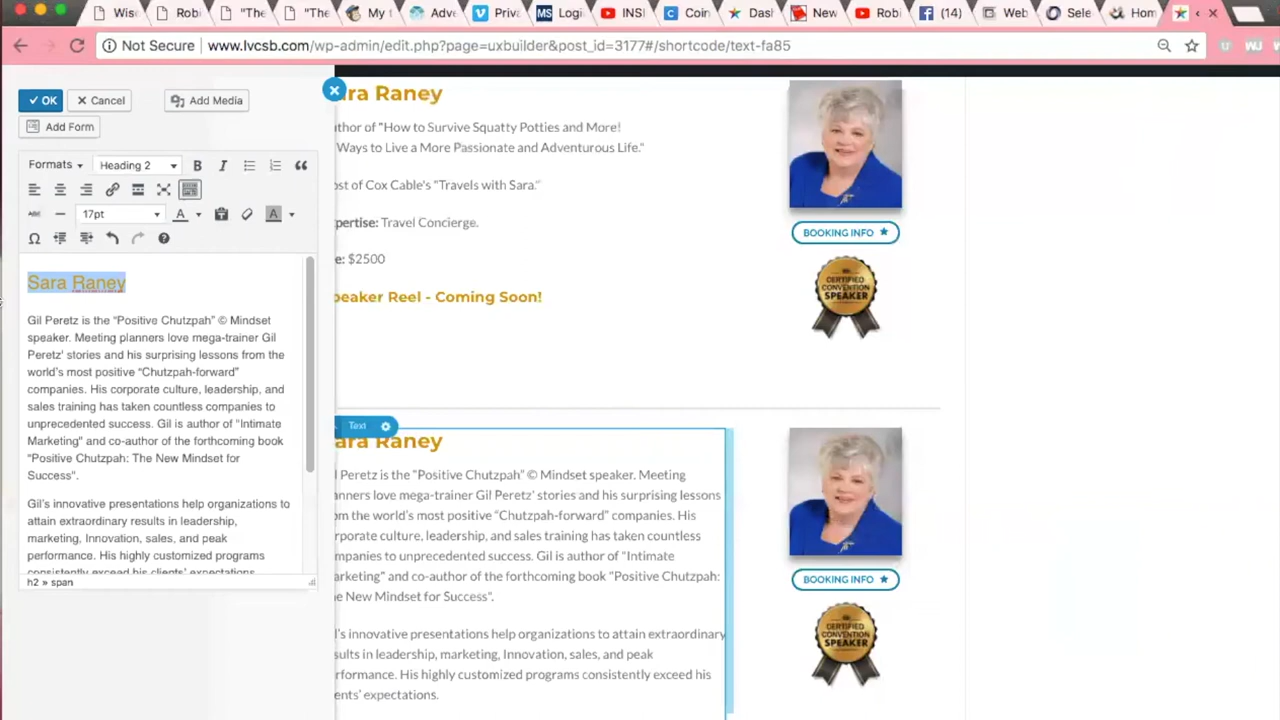 Wis
Robi
"The
"The
My t
Adve
Priva
Logi
INSI
Coin
Dash
New
Robi
(14)
Web
Sele
Hom
Not Secure
www.lvcsb.com/wp-admin/edit.php?page=uxbuilder&post_id=3177#/shortcode/text-fa85
OK
Cancel
Add Media
Add Form
Formats
Heading 2
17pt
Sara Raney
Gil Peretz is the “Positive Chutzpah” © Mindset
speaker. Meeting planners love mega-trainer Gil
Peretz' stories and his surprising lessons from the
world's most positive “Chutzpah-forward”
companies. His corporate culture, leadership, and
sales training has taken countless companies to
unprecedented success. Gil is author of "Intimate
Marketing" and co-author of the forthcoming book
"Positive Chutzpah: The New Mindset for
Success".
Gil's innovative presentations help organizations to
attain extraordinary results in leadership,
marketing, Innovation, sales, and peak
performance. His highly customized programs
consistently exceed his clients' expectations
h2 » span
ara Raney
thor of "How to Survive Squatty Potties and More!
Ways to Live a More Passionate and Adventurous Life."
st of Cox Cable's "Travels with Sara."
pertise: Travel Concierge.
e: $2500
peaker Reel - Coming Soon!
BOOKING INFO
CERTIFIED
CONVENTION
SPEAKER
Text
ara Raney
l Peretz is the “Positive Chutzpah” © Mindset speaker. Meeting
anners love mega-trainer Gil Peretz' stories and his surprising lessons
om the world's most positive “Chutzpah-forward” companies. His
rporate culture, leadership, and sales training has taken countless
mpanies to unprecedented success. Gil is author of "Intimate
arketing" and co-author of the forthcoming book "Positive Chutzpah:
e New Mindset for Success".
l's innovative presentations help organizations to attain extraordinary
sults in leadership, marketing, Innovation, sales, and peak
rformance. His highly customized programs consistently exceed his
ents' expectations.
BOOKING INFO
CERTIFIED
CONVENTION
SPEAKER